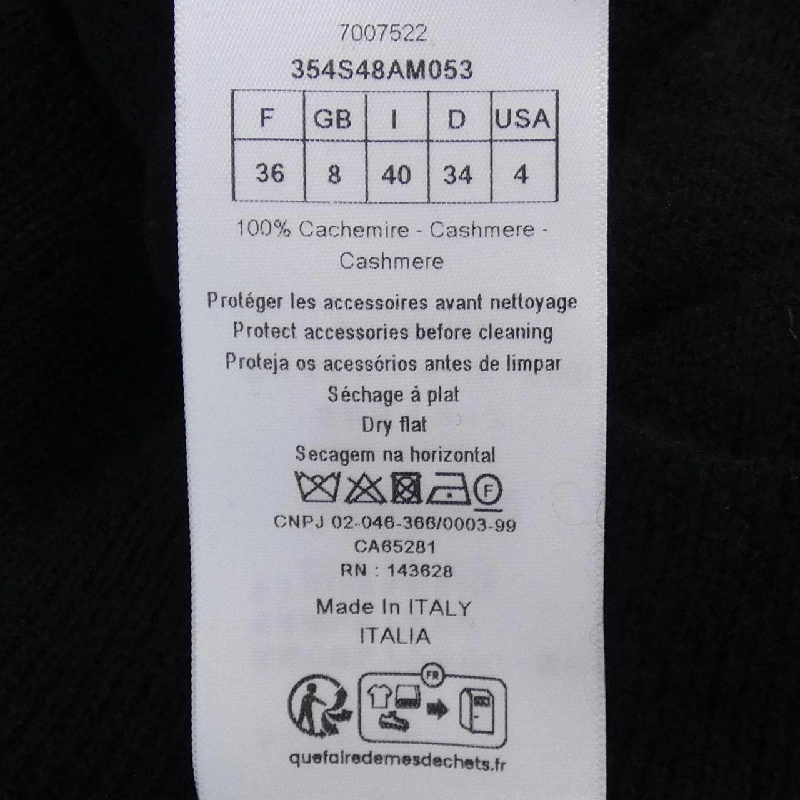 7007522
354S48AM053
F GB I D USA
36 8 40 34 4
100% Cachemire - Cashmere -
Cashmere
Protéger les accessoires avant nettoyage
Protect accessories before cleaning
Proteja os acessórios antes de limpar
Séchage à plat
Dry flat
Secagem na horizontal
F
CNPJ 02-046-366/0003-99
CA65281
RN : 143628
Made In ITALY
ITALIA
FR
quefairedemesdechets.fr